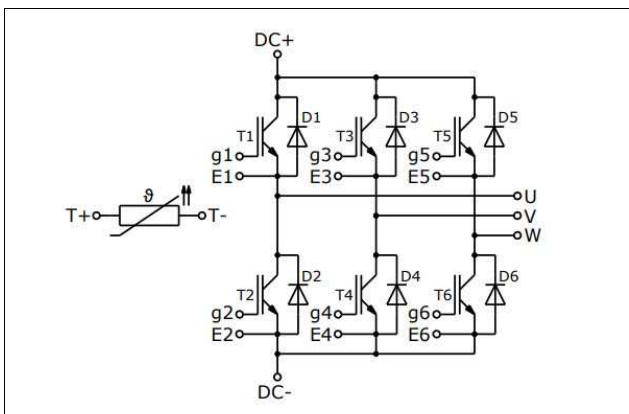 DC+
T1 D1 T3 D3 T5 D5
g1 g3 g5
E1 E3 E5
ϑ
T+ T-
U
V
W
T2 D2 T4 D4 T6 D6
g2 g4 g6
E2 E4 E6
DC-